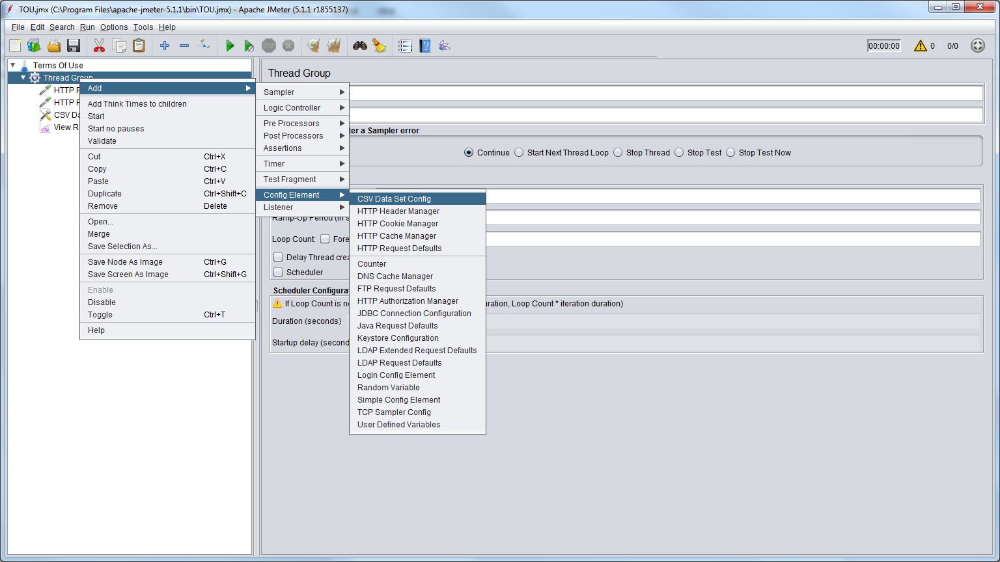 TOU.jmx (C:\Program Files\apache-jmeter-5.1.1\bin\TOU.jmx) - Apache JMeter (5.1.1 r1855137)
File Edit Search Run Options Tools Help
STOP
00:00:00 0 0/0
Terms Of Use
Thread Group
HTTP
HTTP
CSV
View
Add
Add Think Times to children
Start
Start no pauses
Validate
Cut Ctrl+X
Copy Ctrl+C
Paste Ctrl+V
Duplicate Ctrl+Shift+C
Remove Delete
Open...
Merge
Save Selection As...
Save Node As Image Ctrl+G
Save Screen As Image Ctrl+Shift+G
Enable
Disable
Toggle Ctrl+T
Help
Sampler
Logic Controller
Pre Processors
Post Processors
Assertions
Timer
Test Fragment
Config Element
Listener
CSV Data Set Config
HTTP Header Manager
HTTP Cookie Manager
HTTP Cache Manager
HTTP Request Defaults
Counter
DNS Cache Manager
FTP Request Defaults
HTTP Authorization Manager
JDBC Connection Configuration
Java Request Defaults
Keystore Configuration
LDAP Extended Request Defaults
LDAP Request Defaults
Login Config Element
Random Variable
Simple Config Element
TCP Sampler Config
User Defined Variables
Thread Group
a Sampler error
Continue Start Next Thread Loop Stop Thread Stop Test Stop Test Now
Ramp-Up Period (in
Loop Count:
Delay Thread
Scheduler
Scheduler
If Loop Count is Loop Count * iteration duration)
Duration (seconds)
Startup delay